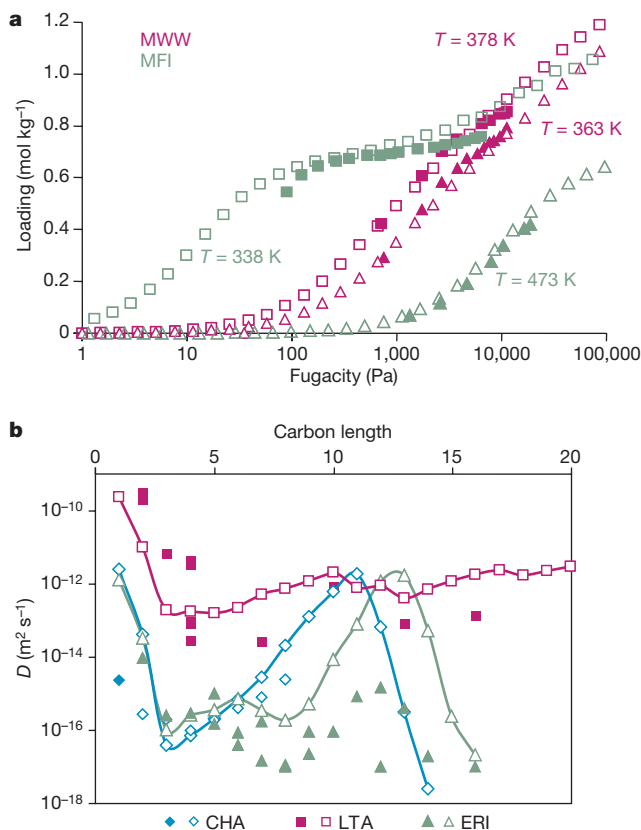 a
1.2
1.0
0.8
0.6
0.4
0.2
0
Loading (mol kg⁻¹)
MWW
MFI
T = 378 K
T = 363 K
T = 338 K
T = 473 K
1 10 100 1,000 10,000 100,000
Fugacity (Pa)
b
Carbon length
0 5 10 15 20
10⁻¹⁰
10⁻¹²
10⁻¹⁴
10⁻¹⁶
10⁻¹⁸
D (m² s⁻¹)
CHA LTA ERI